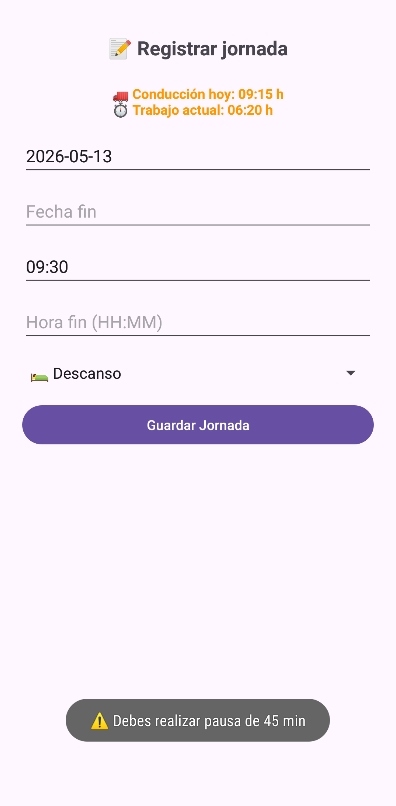 📝 Registrar jornada
🚚 Conducción hoy: 09:15 h
⏱️ Trabajo actual: 06:20 h
2026-05-13
Fecha fin
09:30
Hora fin (HH:MM)
🛌 Descanso
Guardar Jornada
⚠️ Debes realizar pausa de 45 min